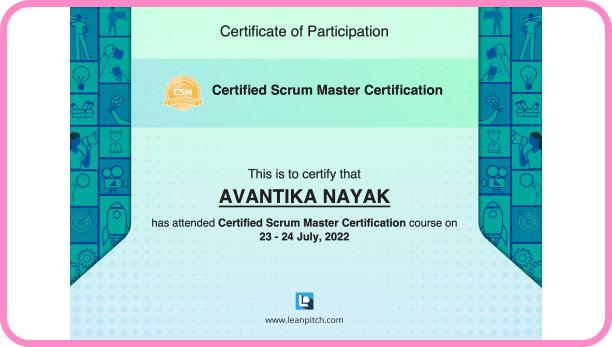 Certificate of Participation
CSM
Certified Scrum Master Certification
This is to certify that
AVANTIKA NAYAK
has attended Certified Scrum Master Certification course on
23 - 24 July, 2022
www.leanpitch.com